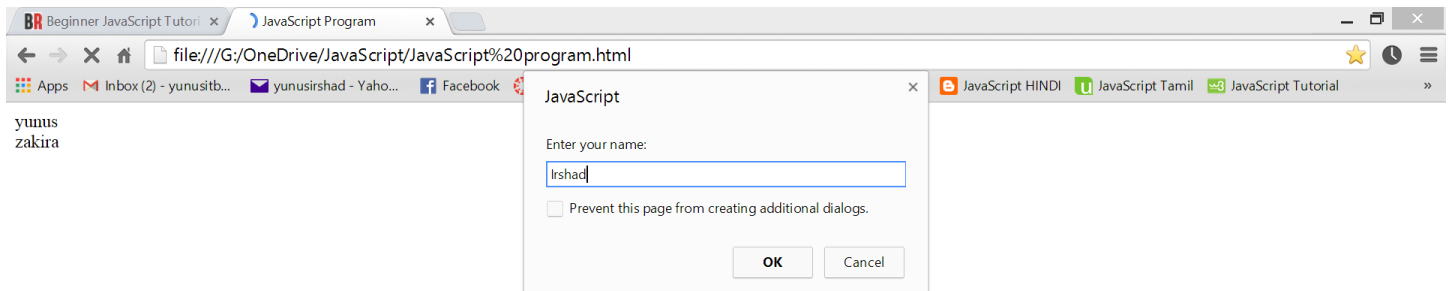 BR Beginner JavaScript Tutori JavaScript Program
file:///G:/OneDrive/JavaScript/JavaScript%20program.html
Apps Inbox (2) - yunusitb... yunusirshad - Yaho... Facebook JavaScript HINDI u JavaScript Tamil w3 JavaScript Tutorial »
yunus
zakira
JavaScript
Enter your name:
Irshad
Prevent this page from creating additional dialogs.
OK Cancel